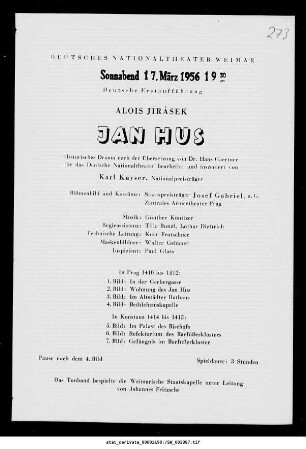 273
DEUTSCHES NATIONALTHEATER WEIMAR
Sonnabend 17. März 1956 19 30
Deutsche Erstaufführung
ALOIS JIRÁSEK
JAN HUS
Historisches Drama nach der Übersetzung von Dr. Hans Gaertner
für das Deutsche Nationaltheater bearbeitet und inszeniert von
Karl Kayser, Nationalpreisträger
Bühnenbild und Kostüme: Staatspreisträger Josef Gabriel, a. G.
Zentrales Armeetheater Prag
Musik: Günther
Regieassistenz: Tilla Lothar Dietrich
Technische Leitung: Kurt
Maskenbildner: Walter Gebauer
Inspizient: Paul Glass
In Prag 1410 bis 1412:
1. Bild: In der Gerbergasse
2. Bild: Wohnung des Jan Hus
3. Bild: Im Altstädter Rathaus
4. Bild: Bethlehemkapelle
In Konstanz 1414 bis 1415:
5. Bild: Im Palast des Bischofs
6. Bild: Refektorium des Barfüßerklosters
7. Bild: Gefängnis im Barfüßerkloster
Pause nach dem 4. Bild Spieldauer: 3 Stunden
Das Tonband bespielte die Weimarische Staatskapelle unter Leitung
von Johannes Fritzsche